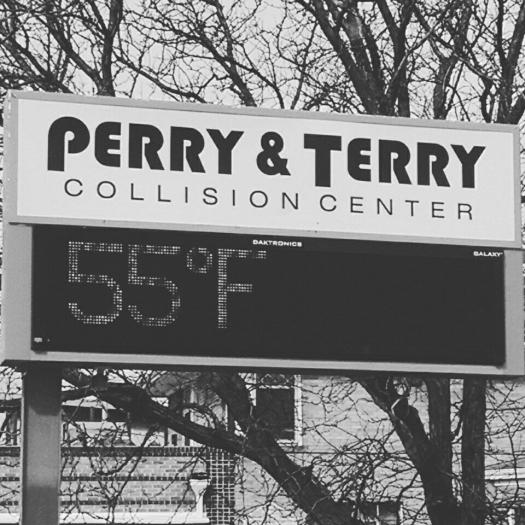 PERRY & TERRY
COLLISION CENTER
DAKTRONICS
GALAXY
55°F